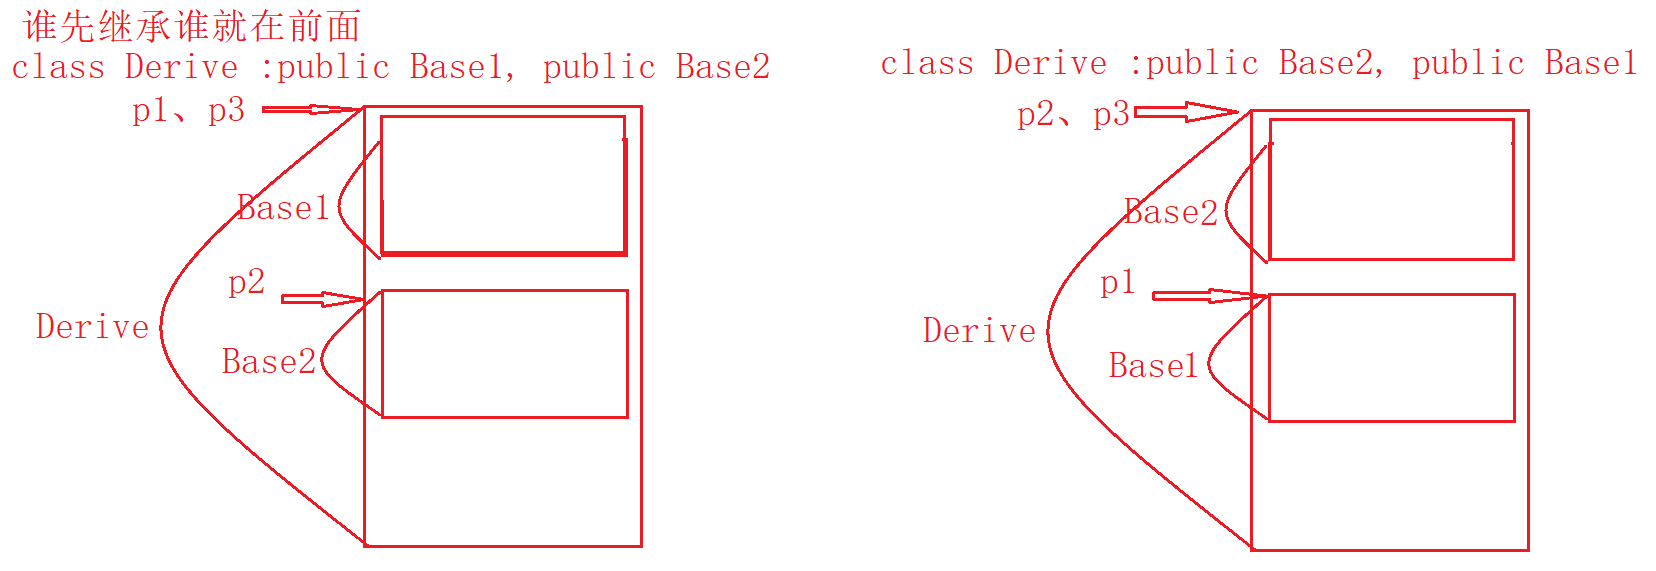 谁先继承谁就在前面
class Derive :public Base1, public Base2
p1、p3
Base1
p2
Derive
Base2
class Derive :public Base2, public Base1
p2、p3
Base2
p1
Derive
Base1